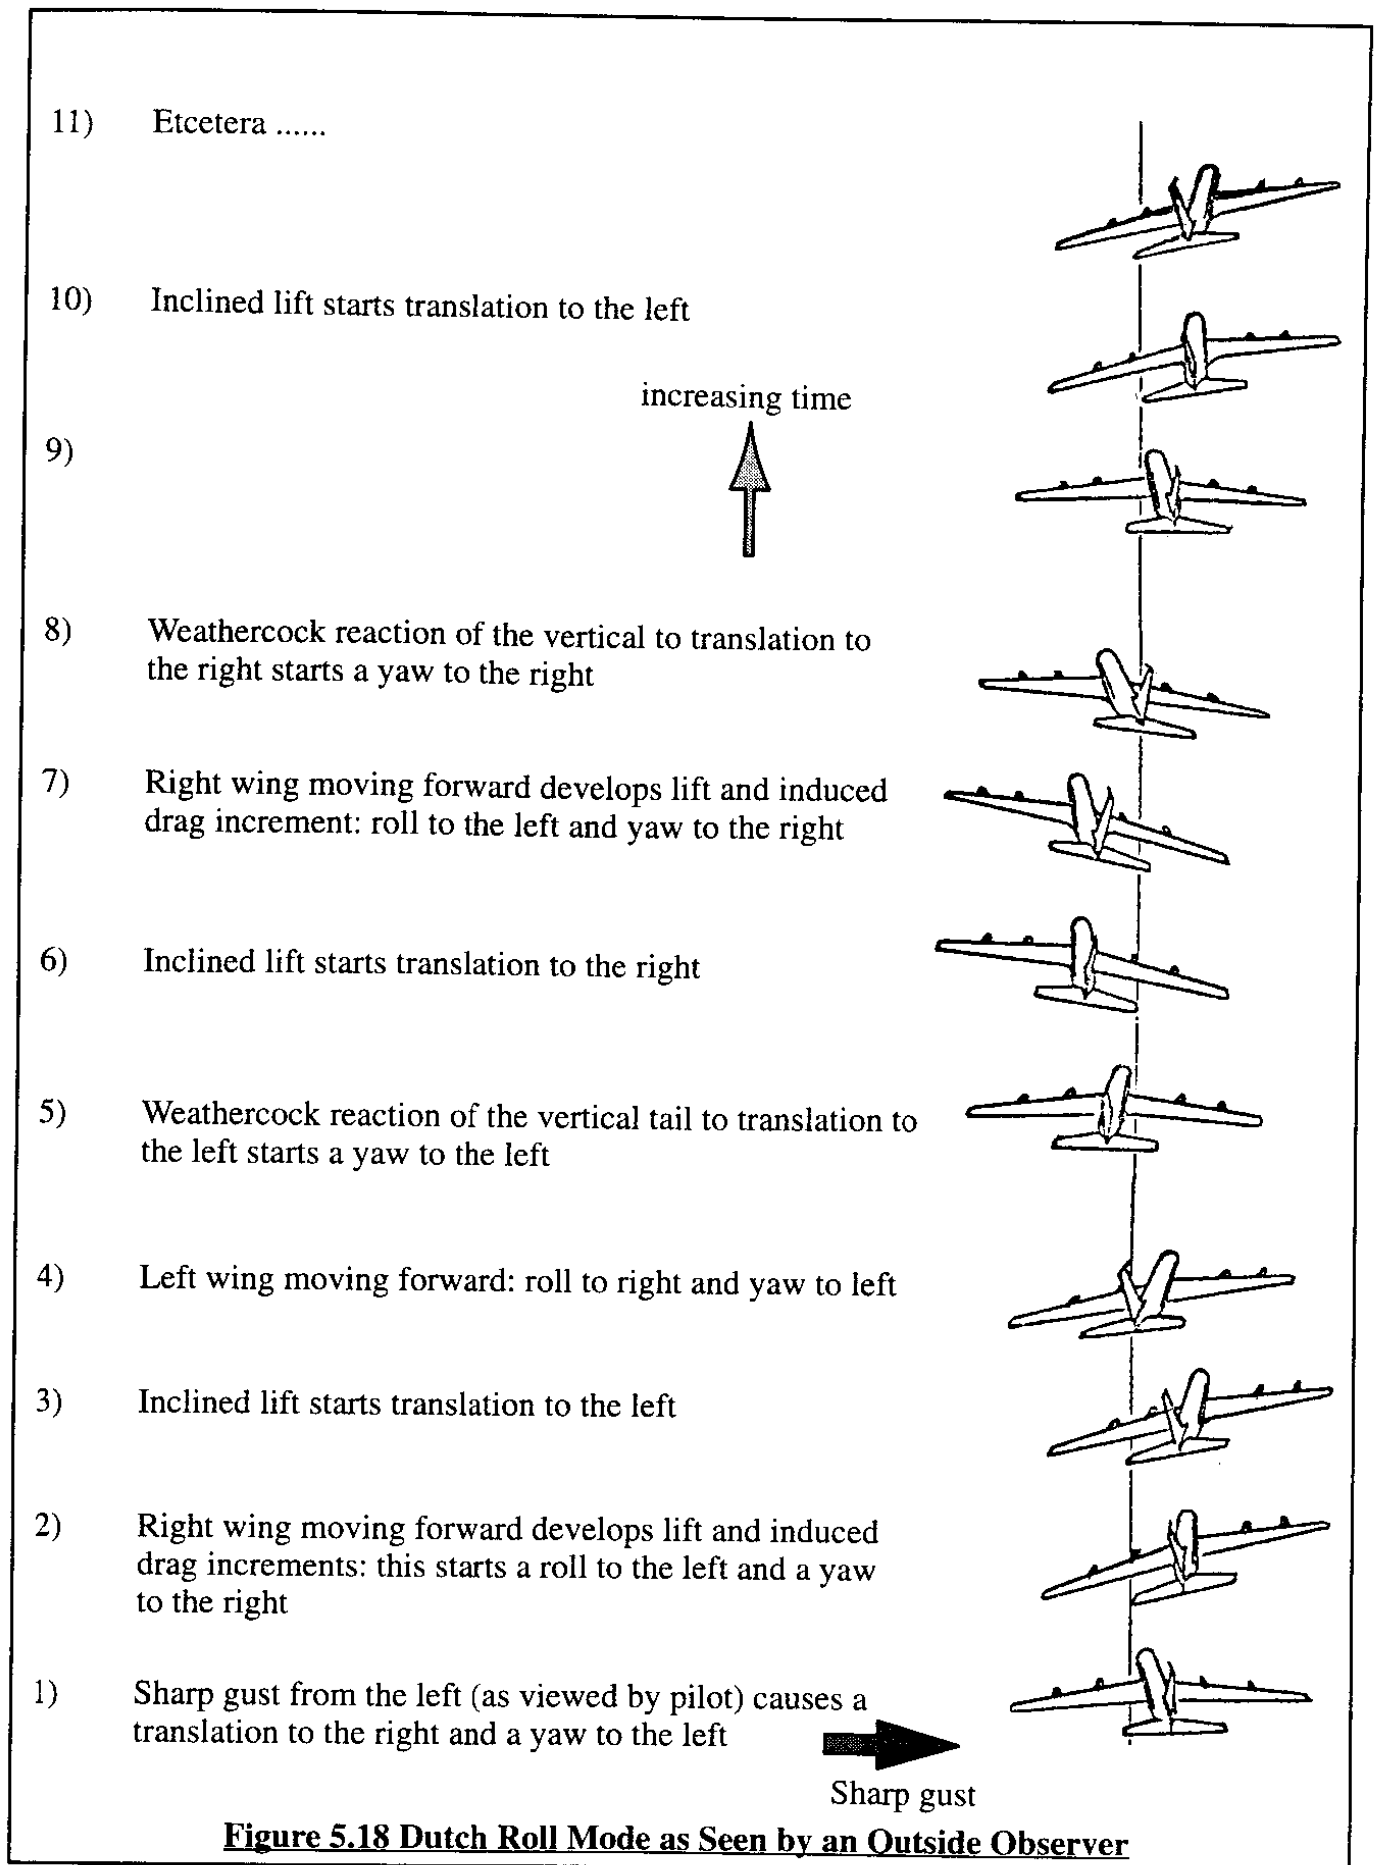 11) Etcetera ......
10) Inclined lift starts translation to the left
increasing time
9)
8) Weathercock reaction of the vertical to translation to
the right starts a yaw to the right
7) Right wing moving forward develops lift and induced
drag increment: roll to the left and yaw to the right
6) Inclined lift starts translation to the right
5) Weathercock reaction of the vertical tail to translation to
the left starts a yaw to the left
4) Left wing moving forward: roll to right and yaw to left
3) Inclined lift starts translation to the left
2) Right wing moving forward develops lift and induced
drag increments: this starts a roll to the left and a yaw
to the right
1) Sharp gust from the left (as viewed by pilot) causes a
translation to the right and a yaw to the left
Sharp gust
Figure 5.18 Dutch Roll Mode as Seen by an Outside Observer